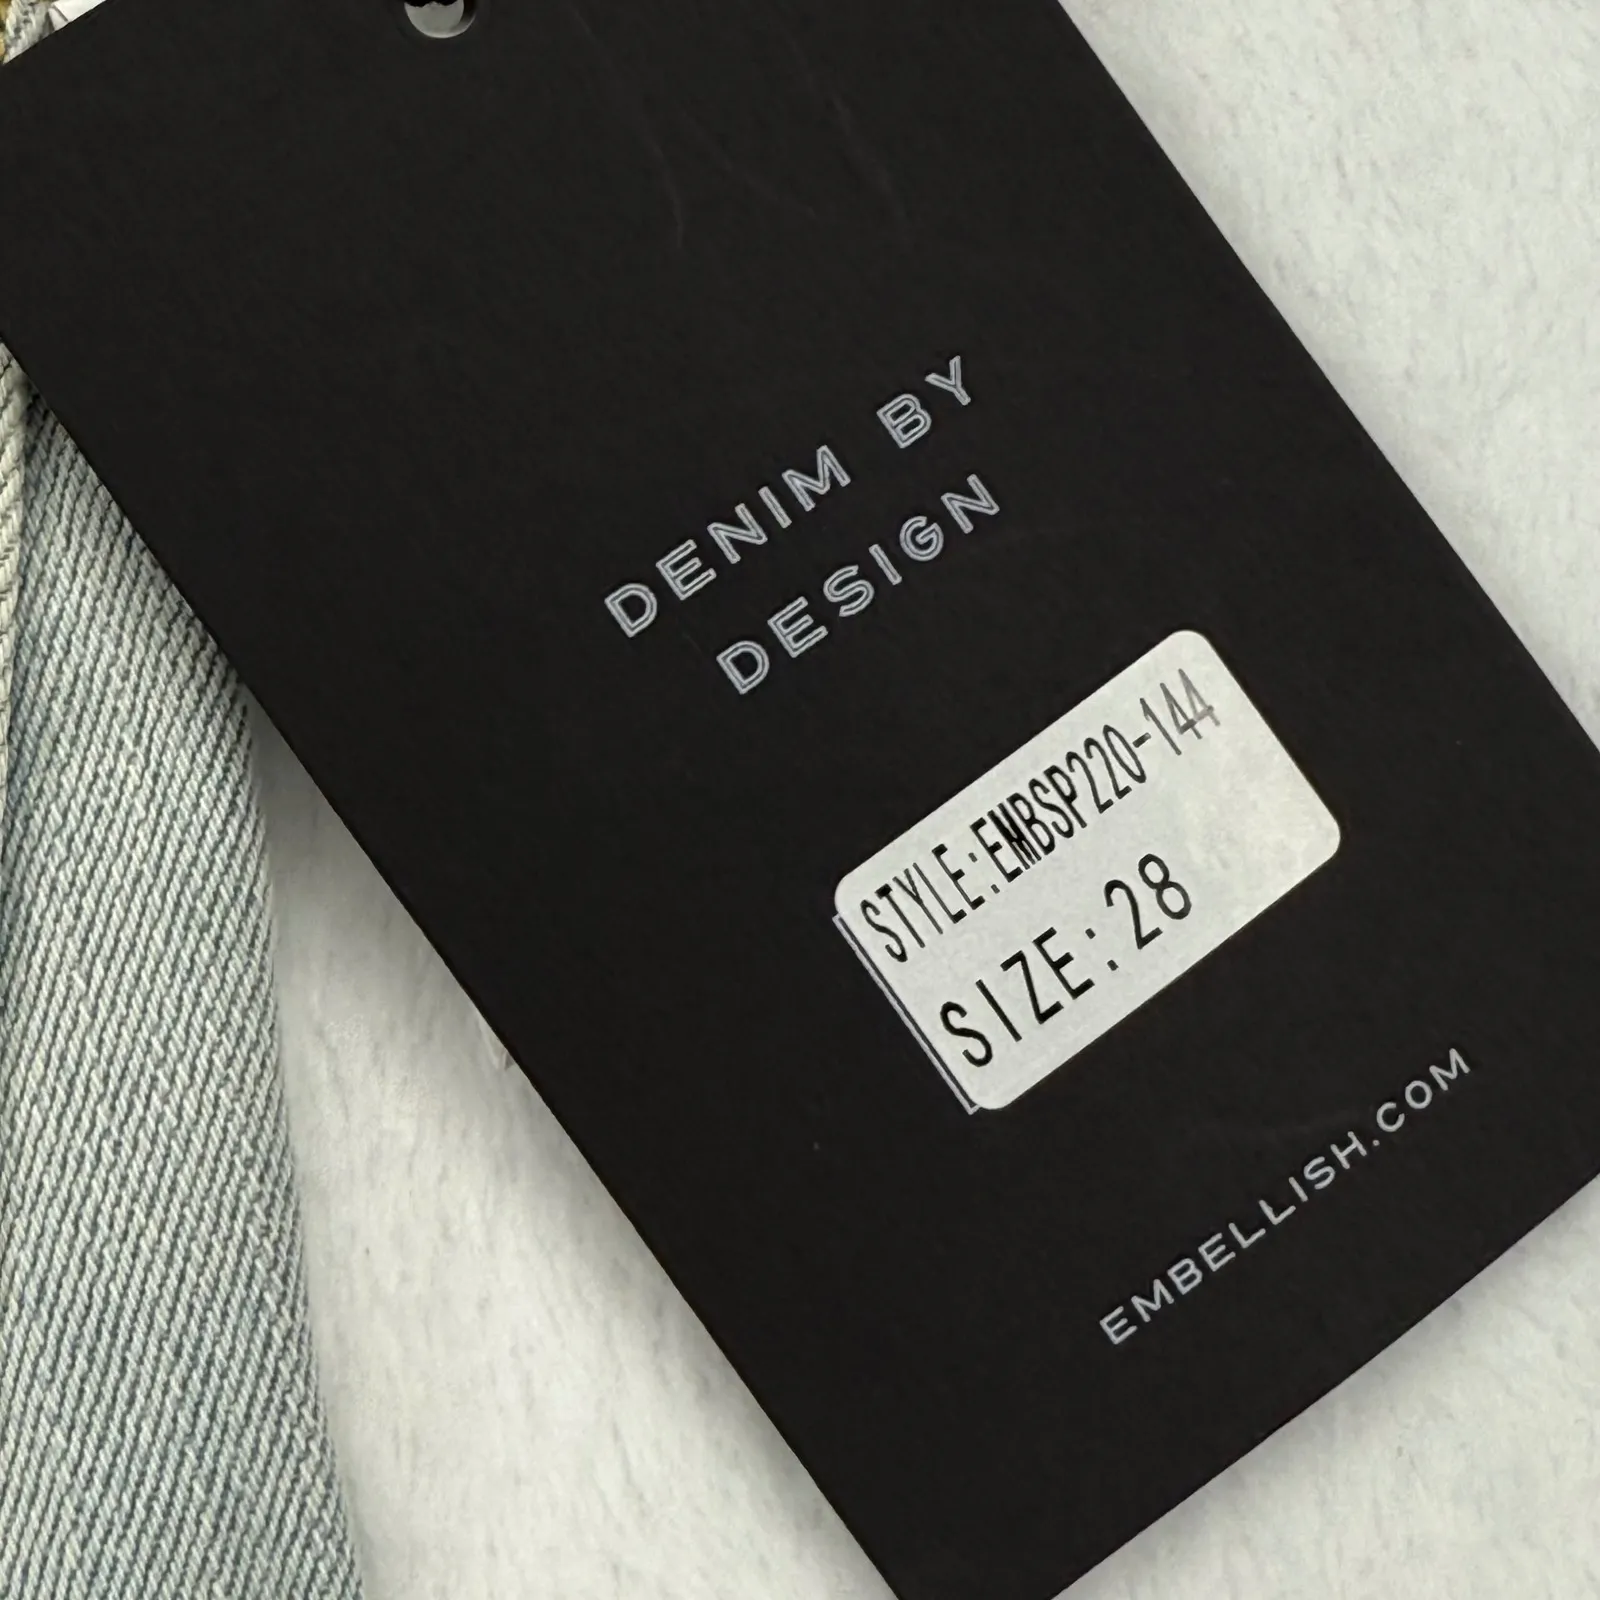 DENIM BY
DESIGN
STYLE:EMBSP220-144
SIZE:28
EMBELLISH.COM